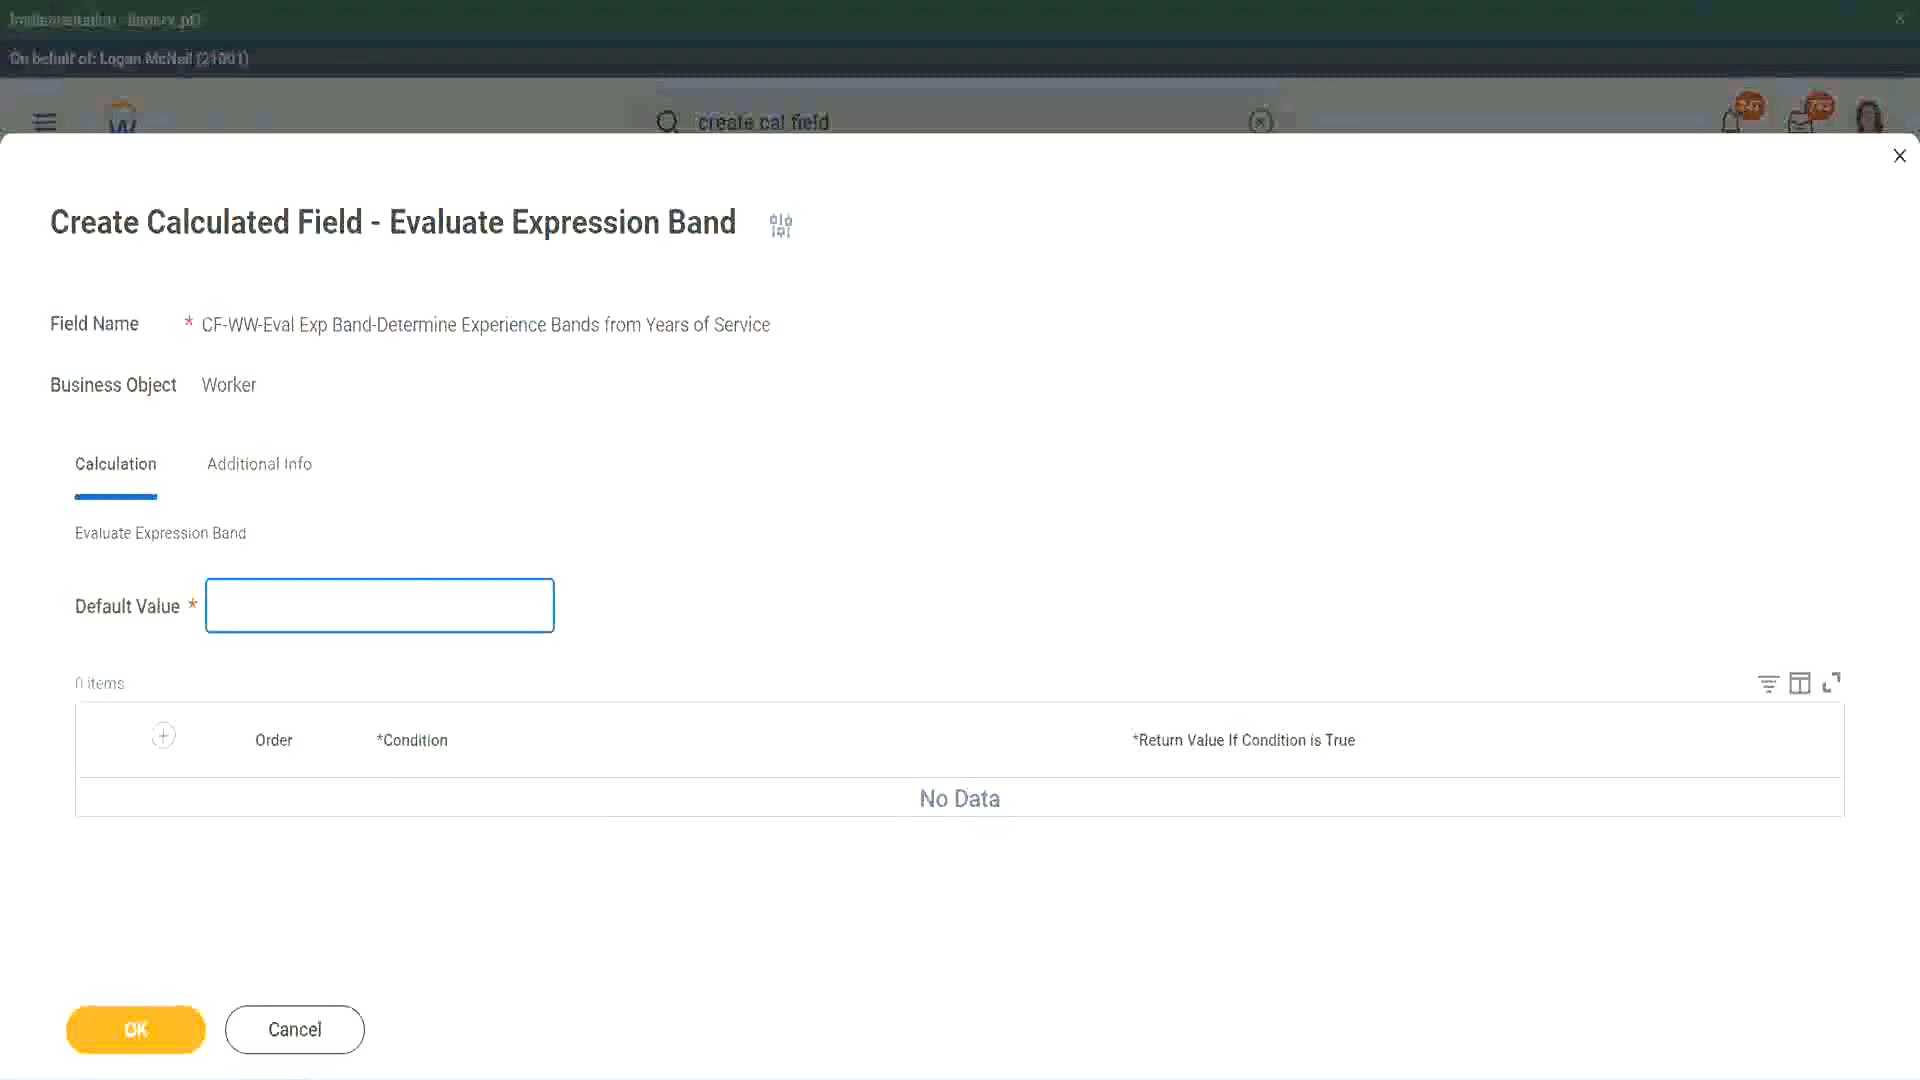 On behalf of: Logan McNeil (21001)
create cal field
Create Calculated Field - Evaluate Expression Band
Field Name * CF-WW-Eval Exp Band-Determine Experience Bands from Years of Service
Business Object Worker
Calculation Additional Info
Evaluate Expression Band
Default Value *
0 items
Order *Condition *Return Value If Condition is True
No Data
OK Cancel